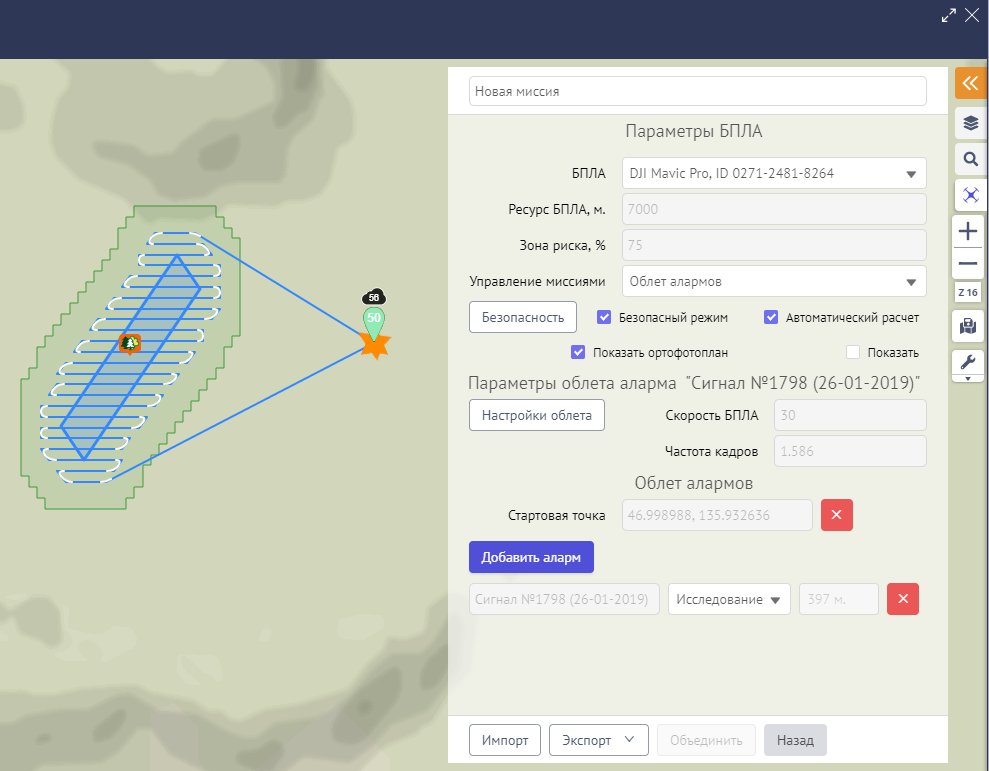 Новая миссия
Параметры БПЛА
БПЛА DJI Mavic Pro, ID 0271-2481-8264
Ресурс БПЛА, м. 7000
Зона риска, % 75
Управление миссиями Облет алармов
Безопасность Безопасный режим Автоматический расчет
Показать ортофотоплан Показать
Параметры облета аларма "Сигнал №1798 (26-01-2019)"
Настройки облета Скорость БПЛА 30
Частота кадров 1.586
Облет алармов
Стартовая точка 46.998988, 135.932636
Добавить аларм
Сигнал №1798 (26-01-2019) Исследование 397 м.
Импорт Экспорт Объединить Назад
56
50
Z 16